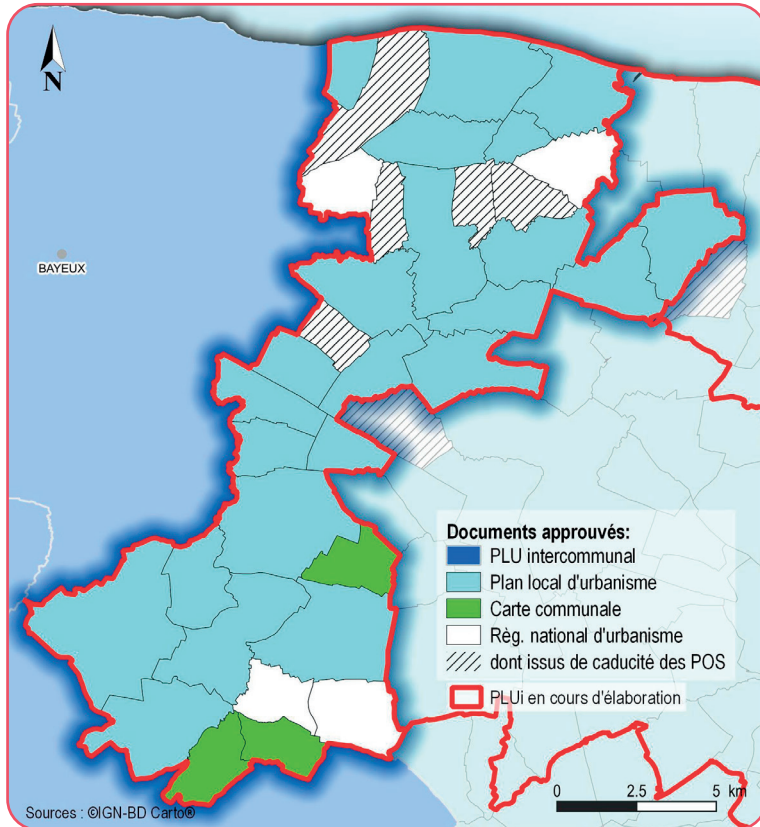 N
BAYEUX
Documents approuvés:
PLU intercommunal
Plan local d'urbanisme
Carte communale
Règ. national d'urbanisme
dont issus de caducité des POS
PLUi en cours d'élaboration
0 2.5 5 km
Sources : ©IGN-BD Carto®